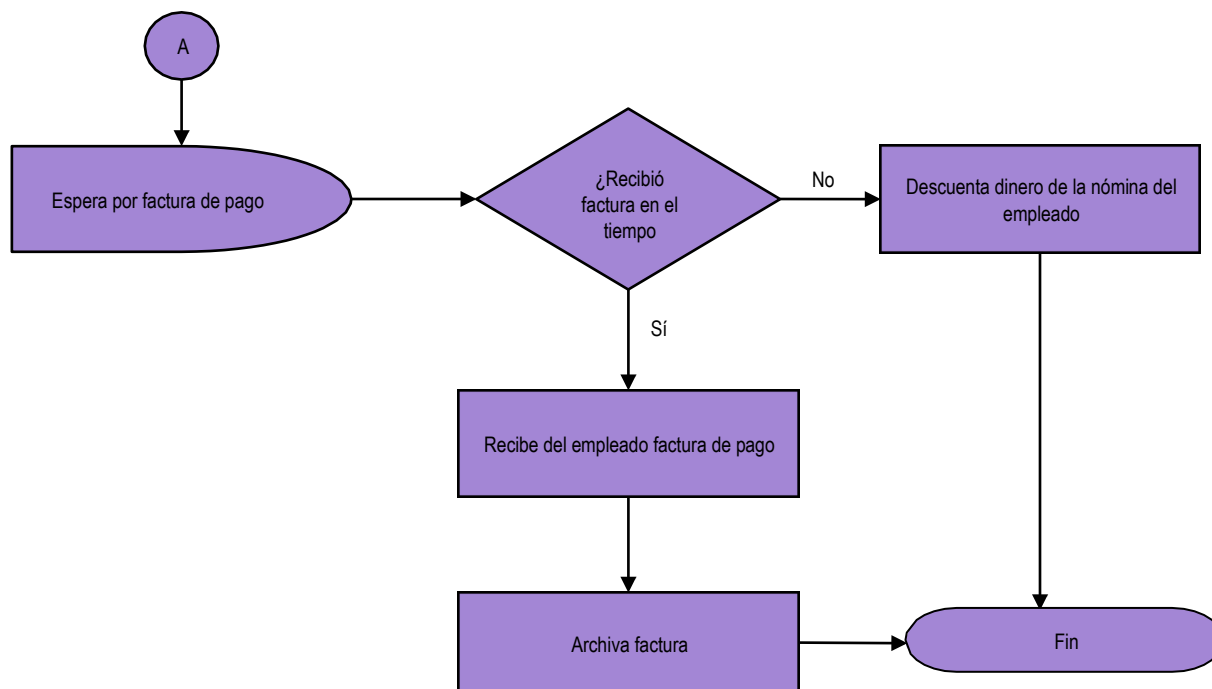 A
Espera por factura de pago
¿Recibió
factura en el
tiempo
No
Descuenta dinero de la nómina del
empleado
Sí
Recibe del empleado factura de pago
Archiva factura
Fin